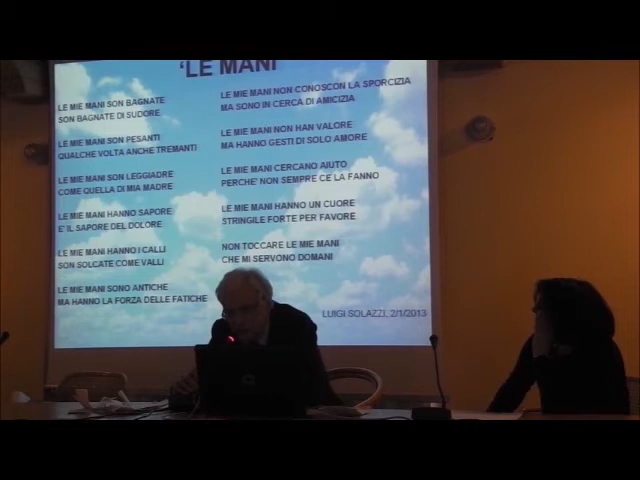 'LE MANI
LE MIE MANI SON BAGNATE
SON BAGNATE DI SUDORE
LE MIE MANI SON PESANTI
QUALCHE VOLTA ANCHE TREMANTI
LE MIE MANI SON LEGGIADRE
COME QUELLA DI MIA MADRE
LE MIE MANI HANNO SAPORE
E' IL SAPORE DEL DOLORE
LE MIE MANI HANNO I CALLI
SON SOLCATE COME VALLI
LE MIE MANI SONO ANTICHE
MA HANNO LA FORZA DELLE FATICHE
LE MIE MANI NON CONOSCON LA SPORCIZIA
MA SONO IN CERCA DI AMICIZIA
LE MIE MANI NON HAN VALORE
MA HANNO GESTI DI SOLO AMORE
LE MIE MANI CERCANO AIUTO
PERCHE' NON SEMPRE CE LA FANNO
LE MIE MANI HANNO UN CUORE
STRINGILE FORTE PER FAVORE
NON TOCCARE LE MIE MANI
CHE MI SERVONO DOMANI
LUIGI SOLAZZI, 2/1/2013